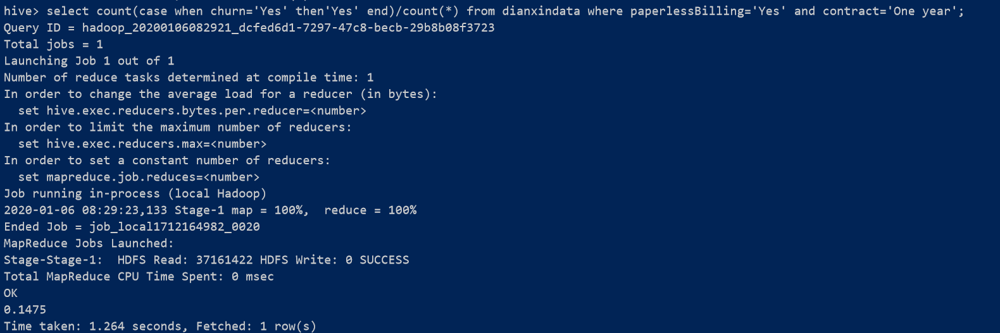 hive> select count(case when churn='Yes' then'Yes' end)/count(*) from dianxindata where paperlessBilling='Yes' and contract='One year';
Query ID = hadoop_20200106082921_dcfed6d1-7297-47c8-becb-29b8b08f3723
Total jobs = 1
Launching Job 1 out of 1
Number of reduce tasks determined at compile time: 1
In order to change the average load for a reducer (in bytes):
  set hive.exec.reducers.bytes.per.reducer=<number>
In order to limit the maximum number of reducers:
  set hive.exec.reducers.max=<number>
In order to set a constant number of reducers:
  set mapreduce.job.reduces=<number>
Job running in-process (local Hadoop)
2020-01-06 08:29:23,133 Stage-1 map = 100%,  reduce = 100%
Ended Job = job_local1712164982_0020
MapReduce Jobs Launched:
Stage-Stage-1:  HDFS Read: 37161422 HDFS Write: 0 SUCCESS
Total MapReduce CPU Time Spent: 0 msec
OK
0.1475
Time taken: 1.264 seconds, Fetched: 1 row(s)